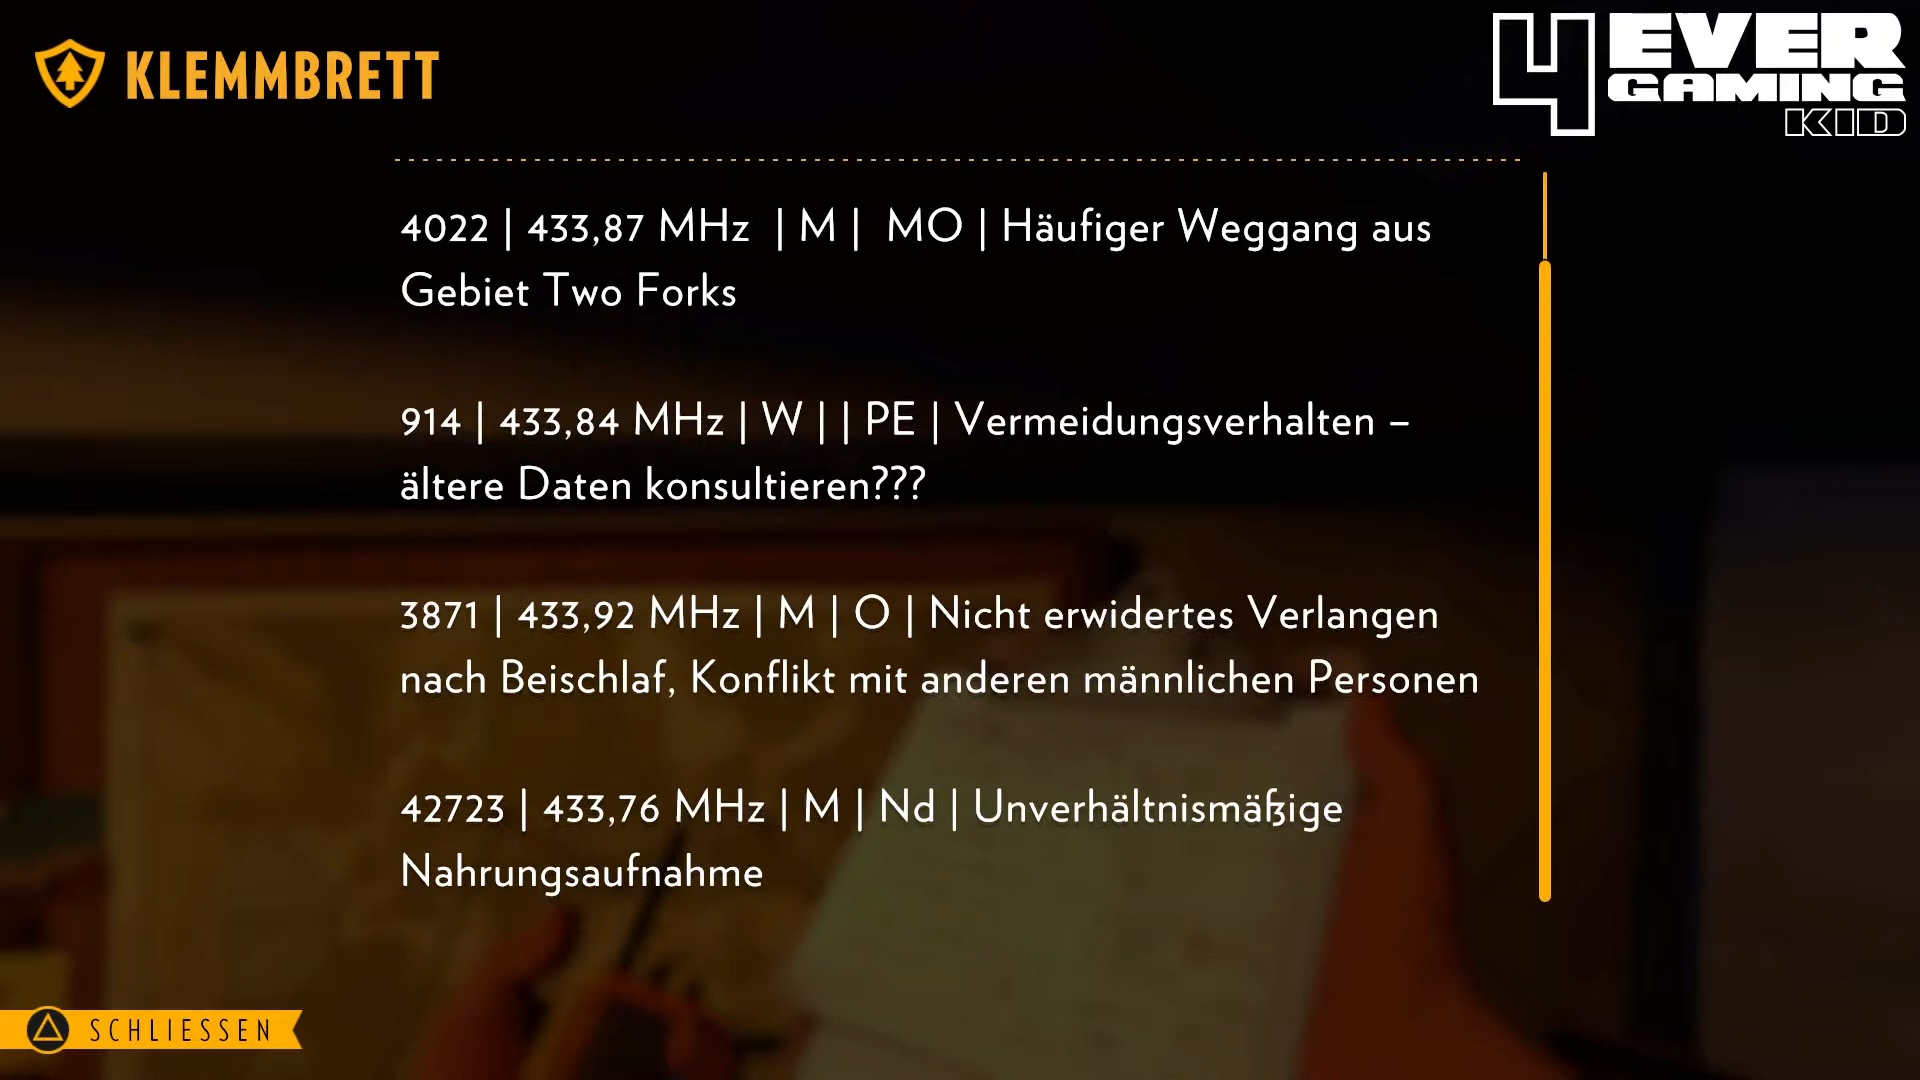 KLEMMBRETT
4EVER
GAMING
KID
4022 | 433,87 MHz | M | MO | Häufiger Weggang aus
Gebiet Two Forks
914 | 433,84 MHz | W | | PE | Vermeidungsverhalten –
ältere Daten konsultieren???
3871 | 433,92 MHz | M | O | Nicht erwidertes Verlangen
nach Beischlaf, Konflikt mit anderen männlichen Personen
42723 | 433,76 MHz | M | Nd | Unverhältnismäßige
Nahrungsaufnahme
SCHLIESSEN